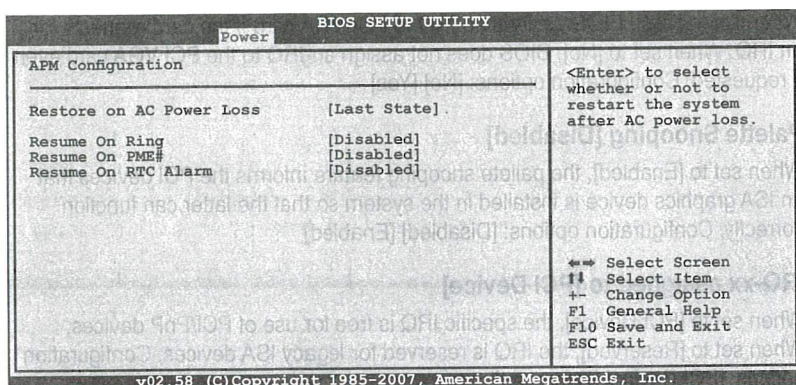 BIOS SETUP UTILITY
Power
APM Configuration
Restore on AC Power Loss [Last State]
Resume On Ring [Disabled]
Resume On PME# [Disabled]
Resume On RTC Alarm [Disabled]
<Enter> to select
whether or not to
restart the system
after AC power loss.
←→ Select Screen
↑↓ Select Item
+- Change Option
F1 General Help
F10 Save and Exit
ESC Exit
v02.58 (C)Copyright 1985-2007, American Megatrends, Inc.